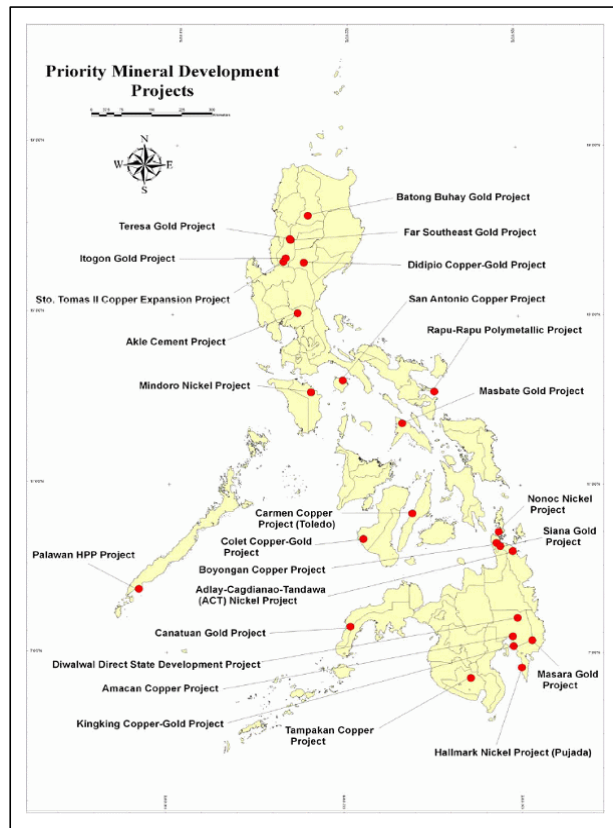 Priority Mineral Development
Projects
N
W E
S
Batong Buhay Gold Project
Teresa Gold Project
Far Southeast Gold Project
Itogon Gold Project
Didipio Copper-Gold Project
Sto. Tomas II Copper Expansion Project
San Antonio Copper Project
Rapu-Rapu Polymetallic Project
Akle Cement Project
Mindoro Nickel Project
Masbate Gold Project
Carmen Copper
Project (Toledo)
Nonoc Nickel
Project
Colet Copper-Gold
Project
Siana Gold
Project
Boyongan Copper Project
Palawan HPP Project
Adlay-Cagdianao-Tandawa
(ACT) Nickel Project
Canatuan Gold Project
Diwalwal Direct State Development Project
Masara Gold
Project
Amacan Copper Project
Kingking Copper-Gold Project
Tampakan Copper
Project
Hallmark Nickel Project (Pujada)